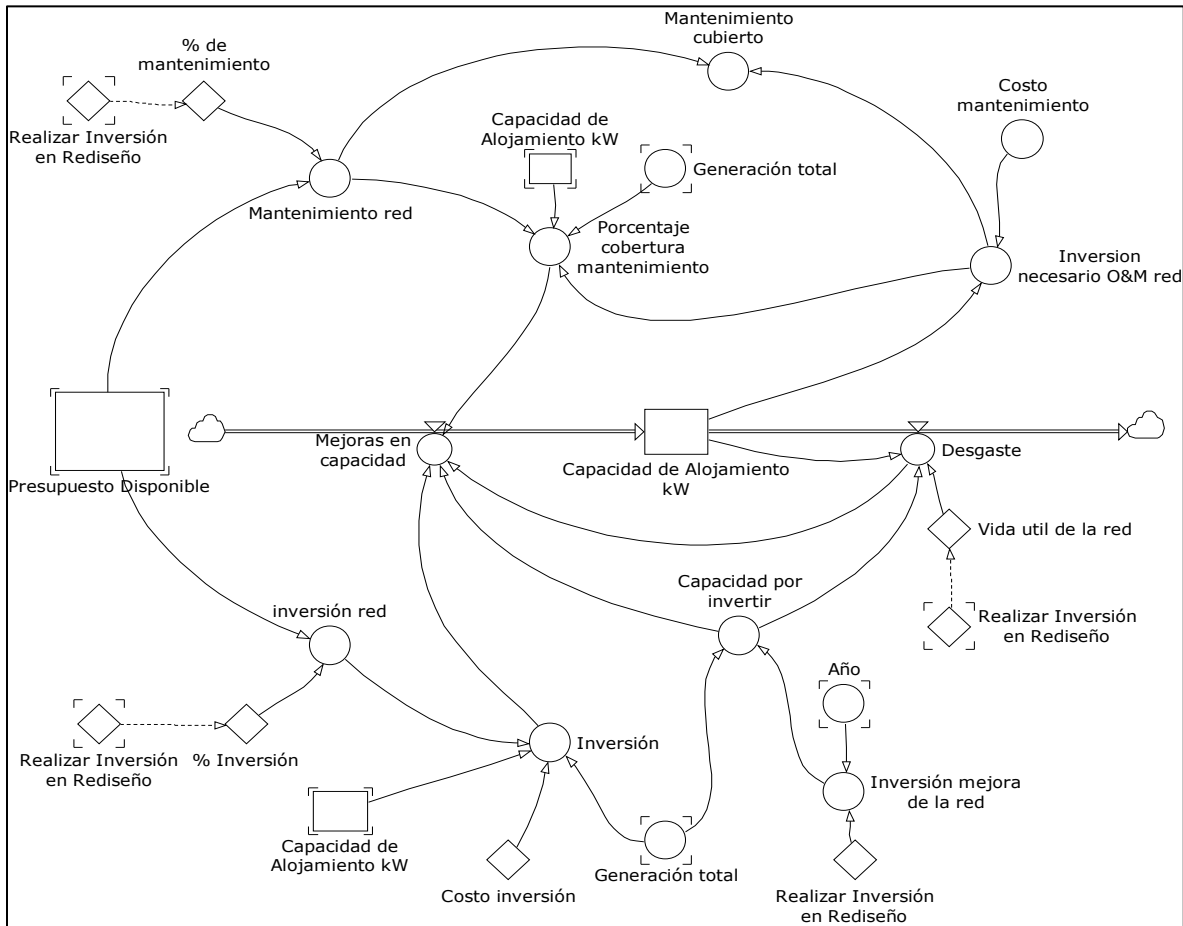 Mantenimiento
cubierto
% de
mantenimiento
Costo
mantenimiento
Realizar Inversión
en Rediseño
Capacidad de
Alojamiento kW
Generación total
Mantenimiento red
Porcentaje
cobertura
mantenimiento
Inversion
necesario O&M red
Presupuesto Disponible
Mejoras en
capacidad
Capacidad de Alojamiento
kW
Desgaste
Vida util de la red
Capacidad por
invertir
Realizar Inversión
en Rediseño
inversión red
Año
Realizar Inversión
en Rediseño
% Inversión
Inversión
Inversión mejora
de la red
Capacidad de
Alojamiento kW
Costo inversión
Generación total
Realizar Inversión
en Rediseño